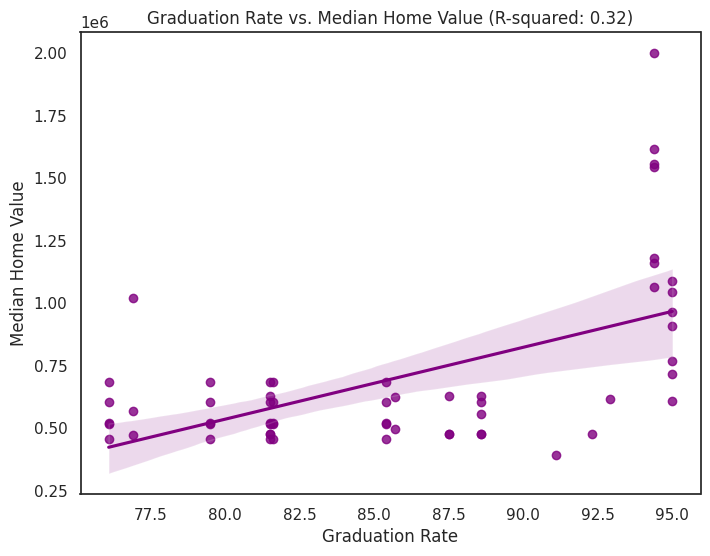 Graduation Rate vs. Median Home Value (R-squared: 0.32)
1e6
2.00
1.75
1.50
1.25
1.00
0.75
0.50
0.25
Median Home Value
77.5 80.0 82.5 85.0 87.5 90.0 92.5 95.0
Graduation Rate